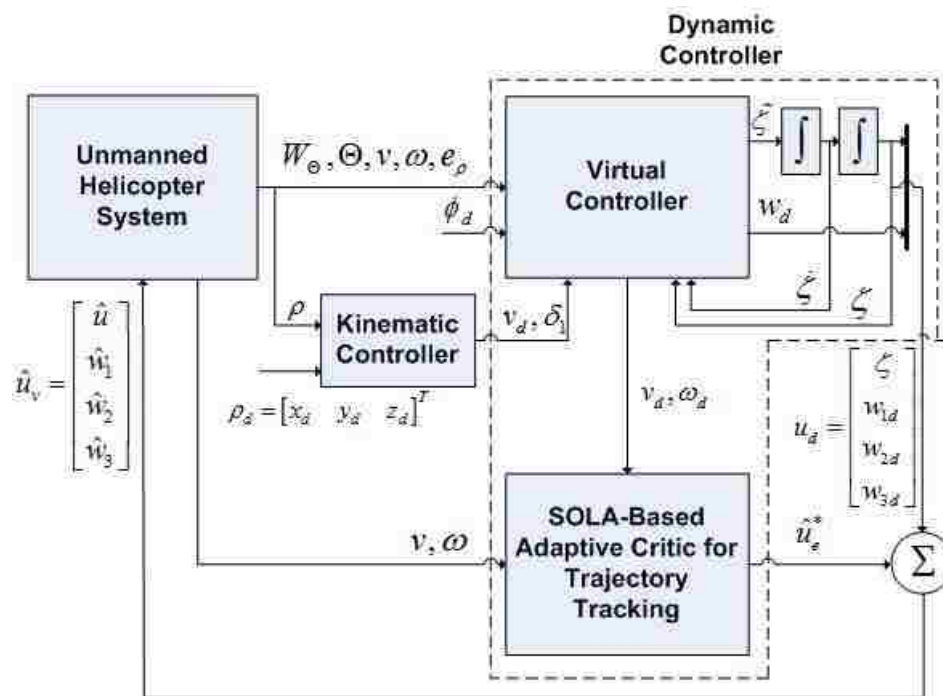 Dynamic
Controller
Unmanned
Helicopter
System
W_Θ, Θ, v, ω, e_ρ
ϕ_d
Virtual
Controller
ζ̈
∫
∫
w_d
ζ̇
ζ
ρ
Kinematic
Controller
v_d, δ_1
ρ_d = [x_d y_d z_d]^T
û_v = [û ŵ_1 ŵ_2 ŵ_3]
v_d, ω_d
u_d = [ζ w_1d w_2d w_3d]
v, ω
SOLA-Based
Adaptive Critic for
Trajectory
Tracking
û_e^*
Σ